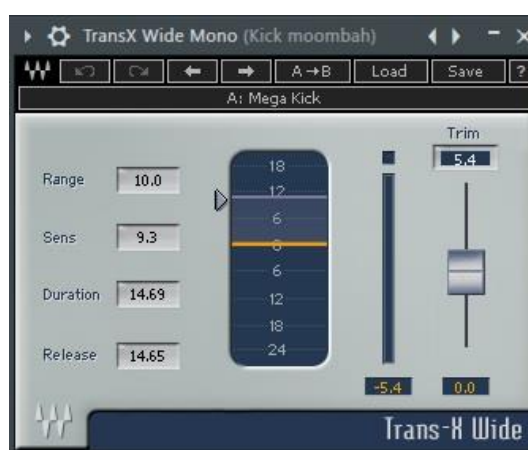 TransX Wide Mono (Kick moombah)
A→B Load Save ?
A: Mega Kick
Trim
5.4
Range 10.0
Sens 9.3
Duration 14.69
Release 14.65
18
12
6
0
6
12
18
24
-5.4 0.0
Trans-X Wide